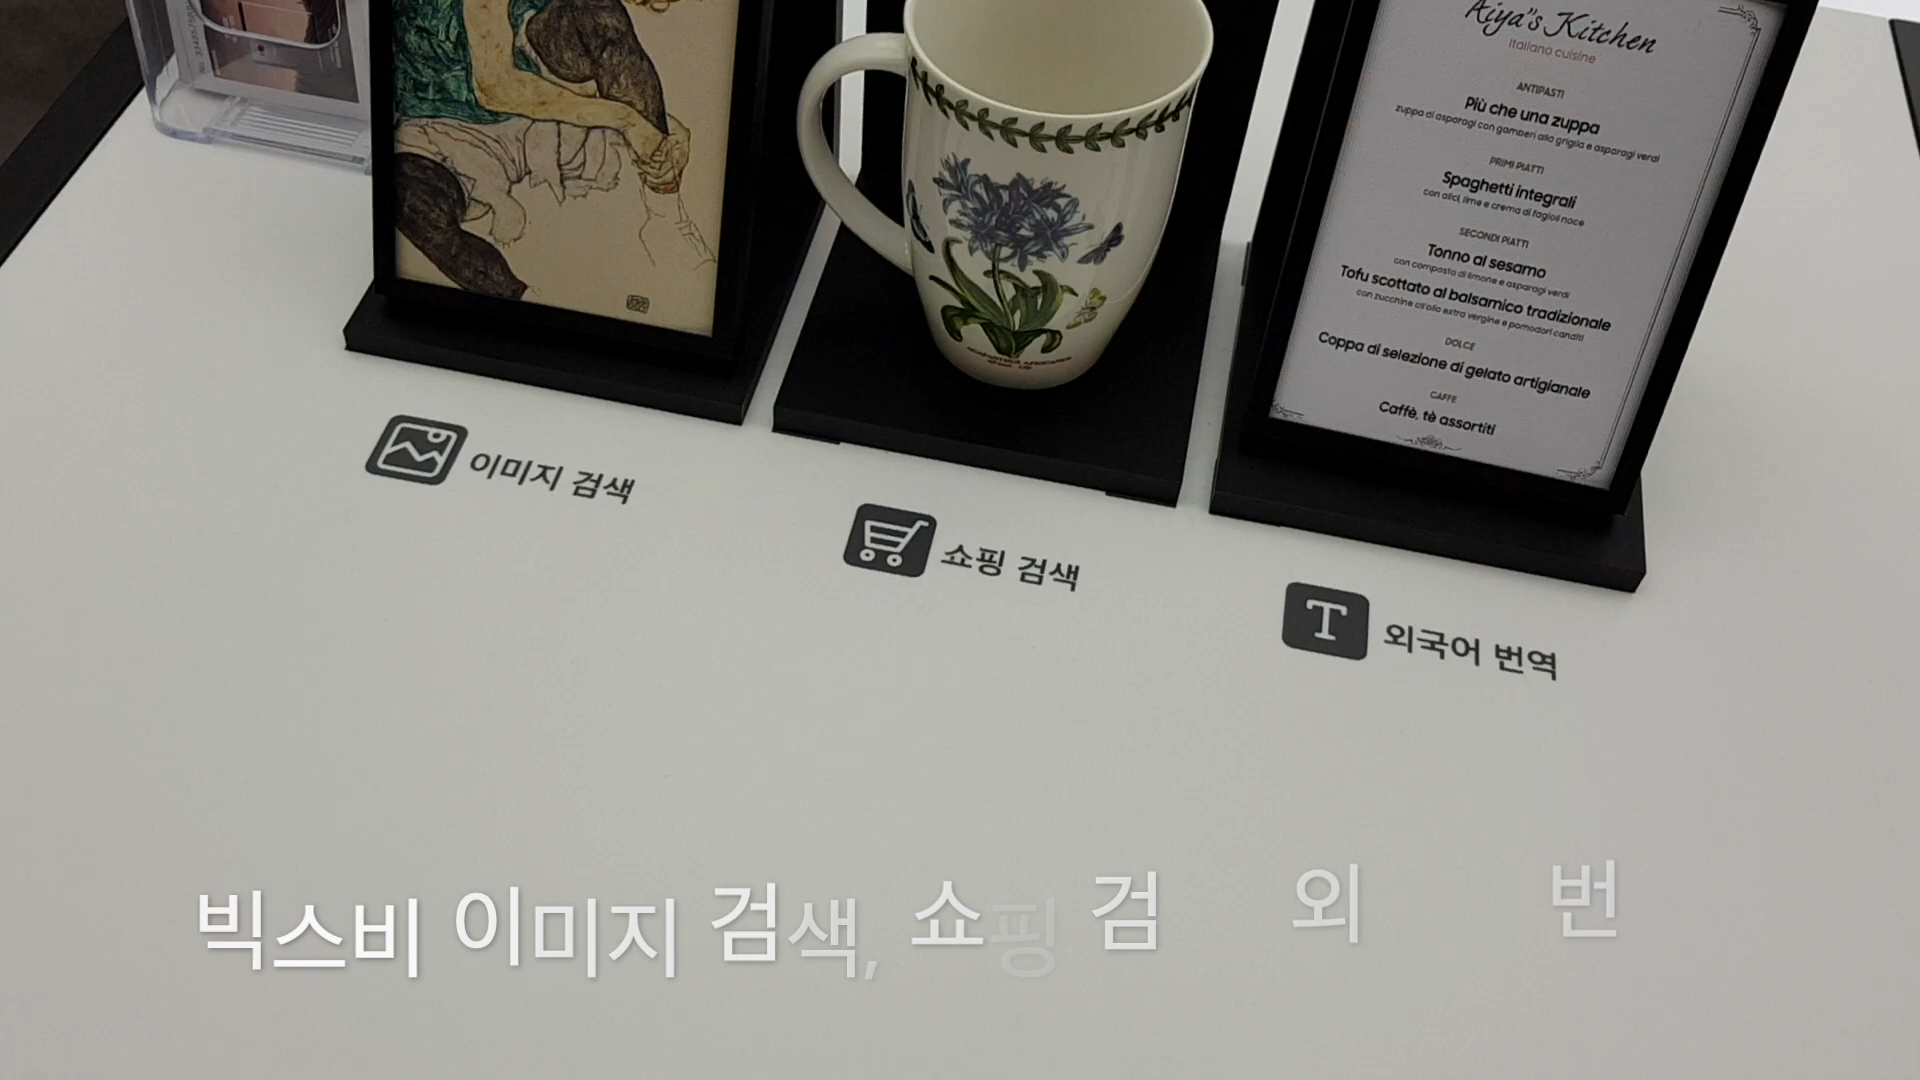 Aiya"s Kitchen
italiano cuisine
ANTIPASTI
Più che una zuppa
zuppa di asparagi con gamberi alla griglia e asparagi verdi
PRIMI PIATTI
Spaghetti integrali
con alici, lime e crema di fagioli noce
SECONDI PIATTI
Tonno al sesamo
con composta di limone e asparagi verdi
Tofu scottato al balsamico tradizionale
con zucchine olio extra vergine e pomodori canditi
DOLCE
Coppa di selezione di gelato artigianale
CAFFE
Caffè, tè assortiti
이미지 검색
쇼핑 검색
T 외국어 번역
빅스비 이미지 검색, 쇼핑 검 외 번